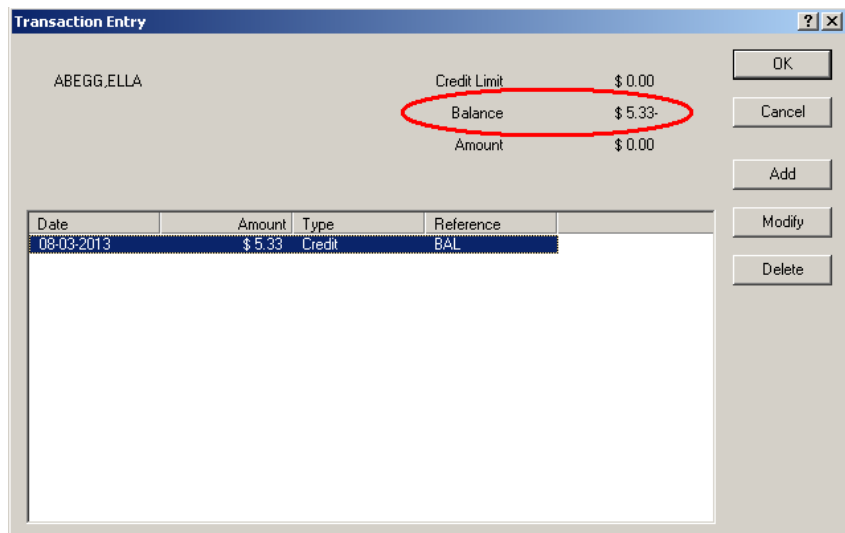 Transaction Entry
OK
ABEGG,ELLA Credit Limit $ 0.00
Balance $ 5.33-
Cancel
Amount $ 0.00
Add
Modify
Date Amount Type Reference
08-03-2013 $ 5.33 Credit BAL
Delete